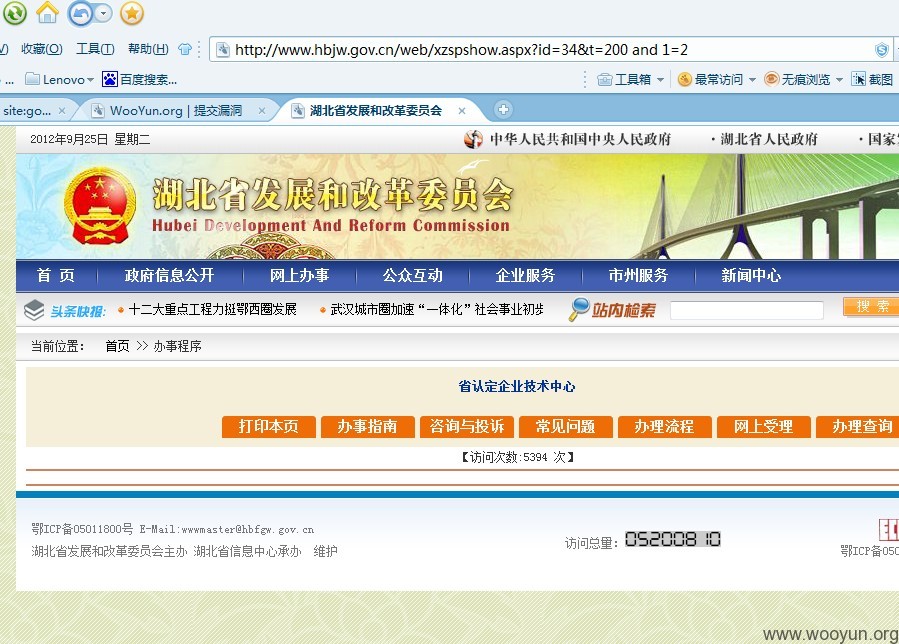 V) 收藏(O) 工具(T) 帮助(H) http://www.hbjw.gov.cn/web/xzspshow.aspx?id=34&t=200 and 1=2
... Lenovo 百度搜索... 工具箱 最常访问 无痕浏览 截图
site:go... WooYun.org | 提交漏洞 湖北省发展和改革委员会
2012年9月25日 星期二 中华人民共和国中央人民政府 ·湖北省人民政府 ·国家
湖北省发展和改革委员会
Hubei Development And Reform Commission
首 页 政府信息公开 网上办事 公众互动 企业服务 市州服务 新闻中心
头条快报: 十二大重点工程力挺鄂西圈发展 武汉城市圈加速“一体化”社会事业初步 站内检索 搜 索
当前位置: 首页 >> 办事程序
省认定企业技术中心
打印本页 办事指南 咨询与投诉 常见问题 办理流程 网上受理 办理查询
【访问次数:5394 次】
鄂ICP备05011800号 E-Mail:wwwmaster@hbfgw.gov.cn
湖北省发展和改革委员会主办 湖北省信息中心承办 维护
访问总量: 05200810
鄂ICP备050
www.wooyun.org